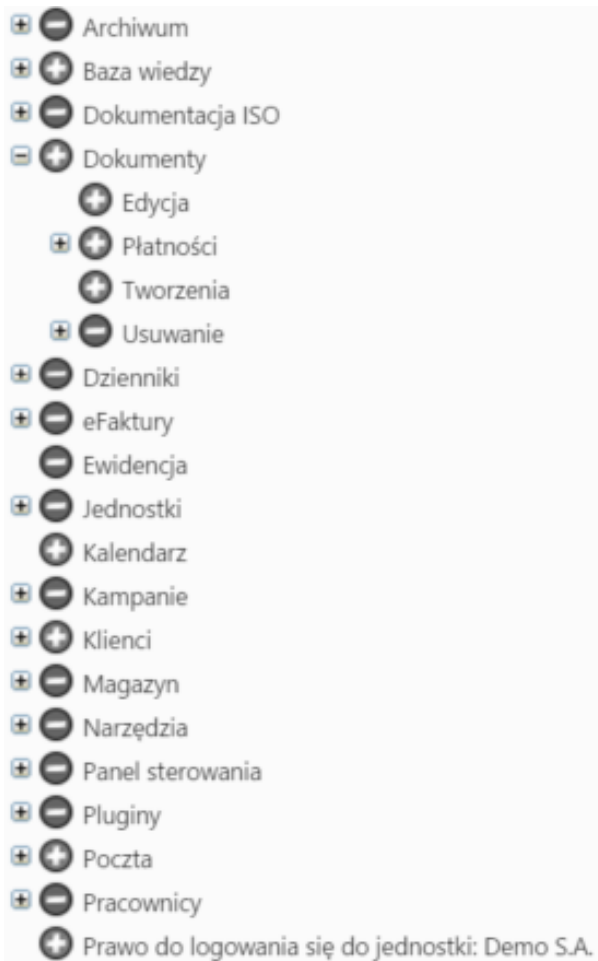 Archiwum
Baza wiedzy
Dokumentacja ISO
Dokumenty
Edycja
Płatności
Tworzenia
Usuwanie
Dzienniki
eFaktury
Ewidencja
Jednostki
Kalendarz
Kampanie
Klienci
Magazyn
Narzędzia
Panel sterowania
Pluginy
Poczta
Pracownicy
Prawo do logowania się do jednostki: Demo S.A.